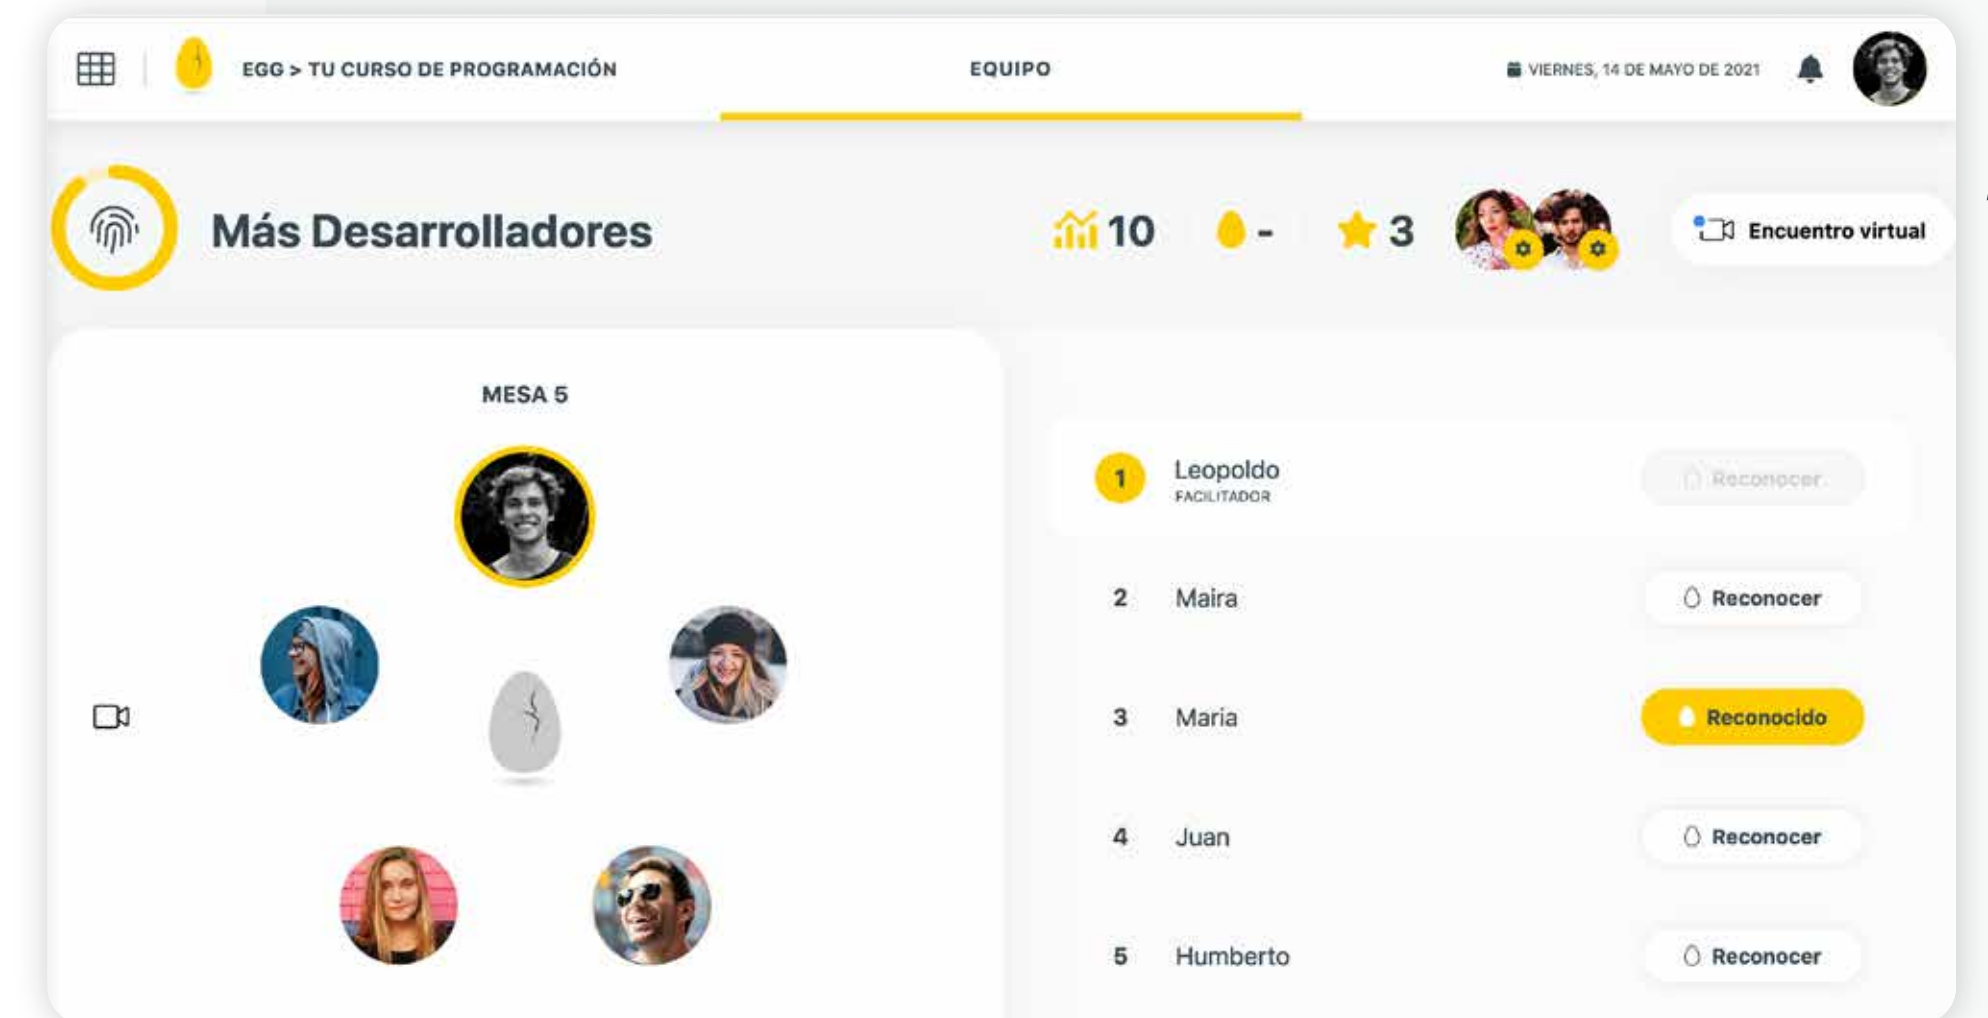 EGG > TU CURSO DE PROGRAMACIÓN
EQUIPO
VIERNES, 14 DE MAYO DE 2021
Más Desarrolladores
10
-
3
Encuentro virtual
MESA 5
1
Leopoldo
FACILITADOR
Reconocer
2
Maira
Reconocer
3
Maria
Reconocido
4
Juan
Reconocer
5
Humberto
Reconocer